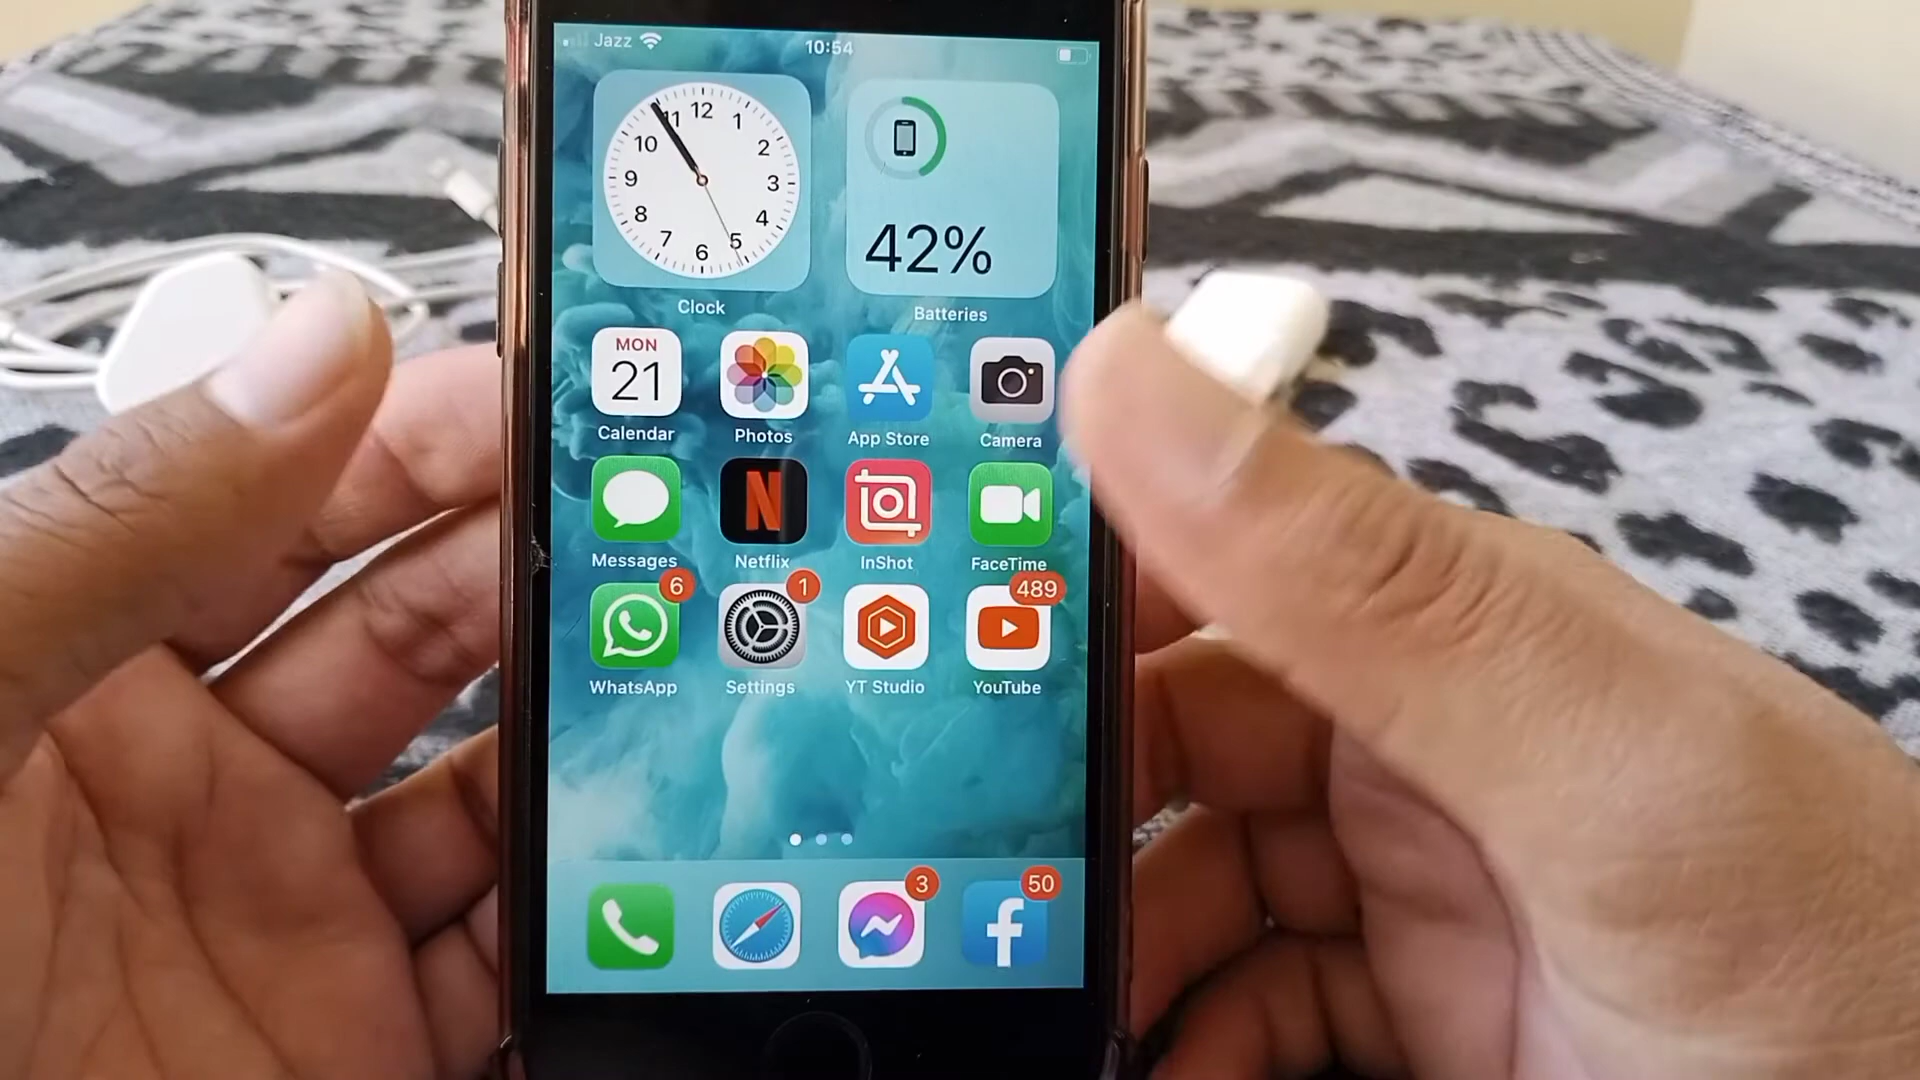 Jazz 10:54
12
11 1
10 2
9 3
8 4
7 5
6
42%
Clock Batteries
MON
21
Calendar Photos App Store Camera
N
Messages Netflix InShot FaceTime
6 1 489
WhatsApp Settings YT Studio YouTube
3 50
f